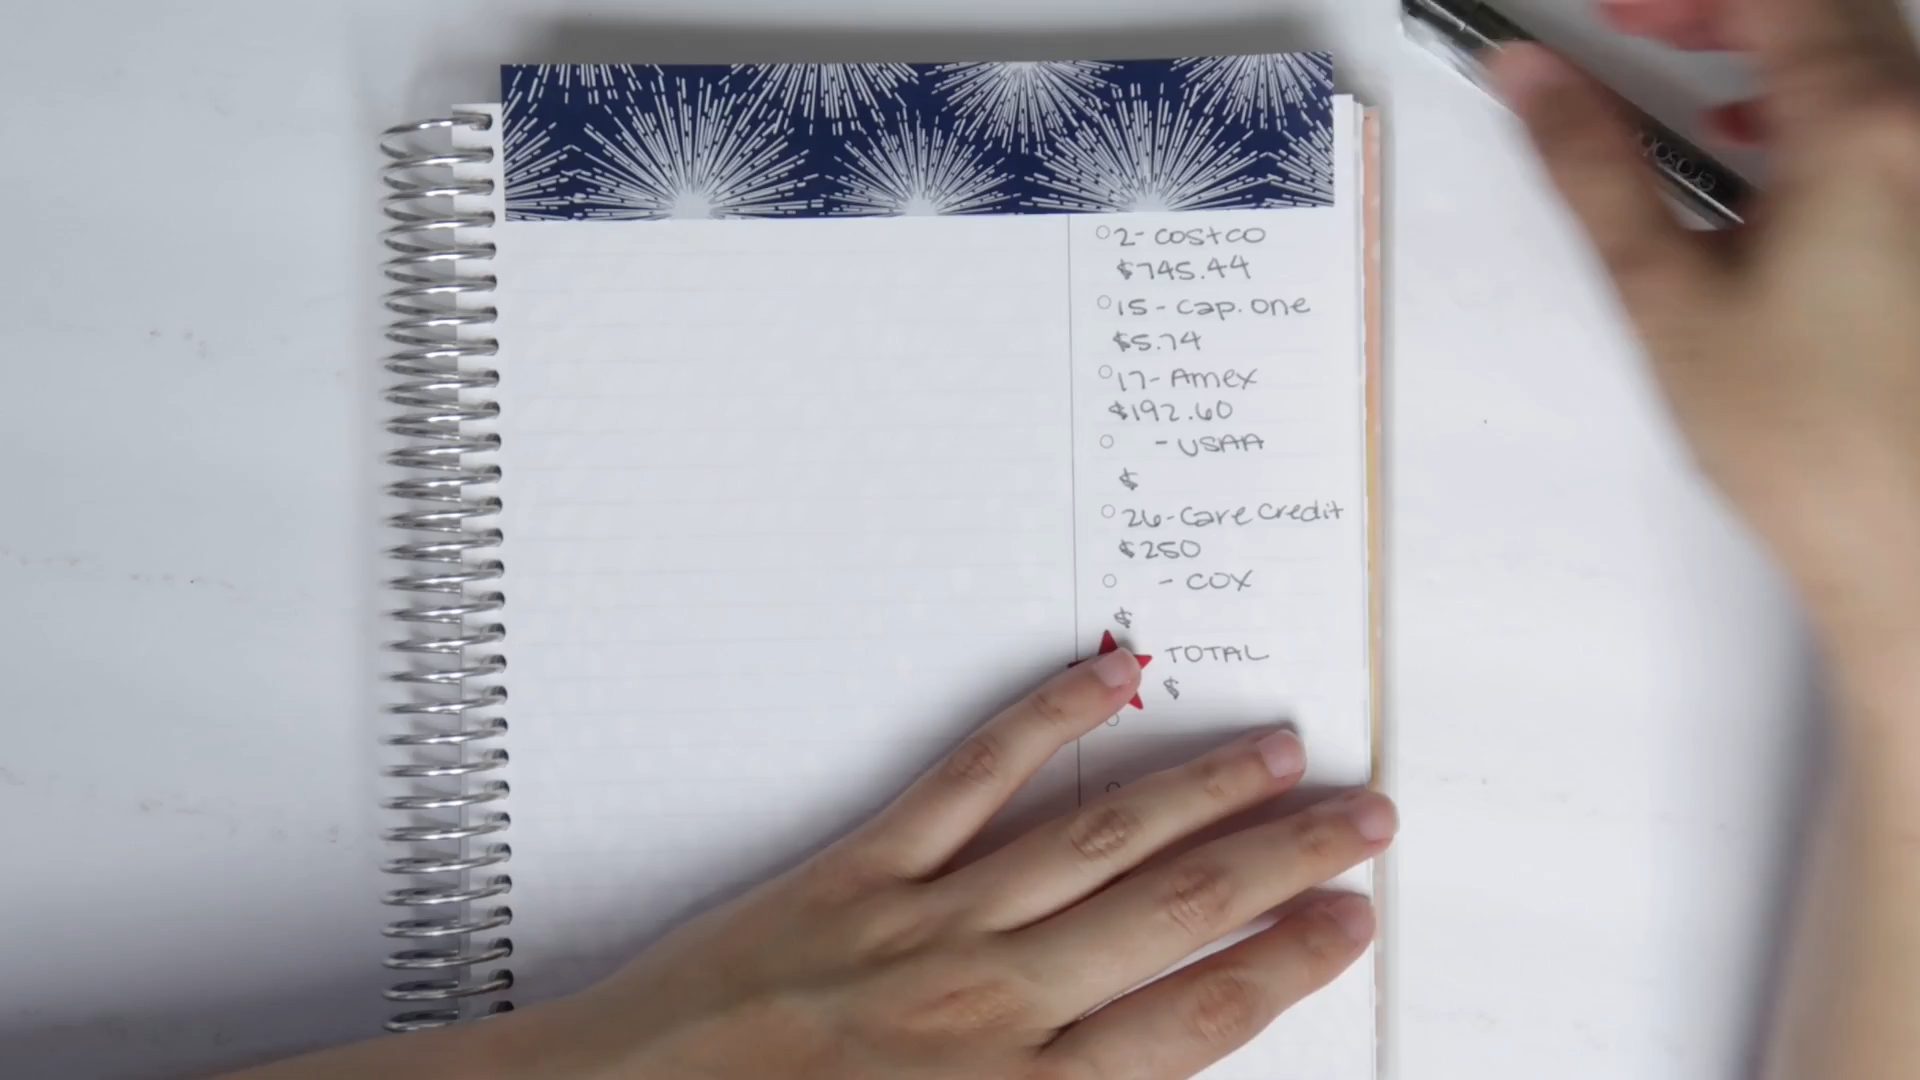 2- Costco
$745.44
15- Cap. One
$5.74
17- Amex
$192.60
- USAA
$
26-Care Credit
$250
- COX
$
TOTAL
$